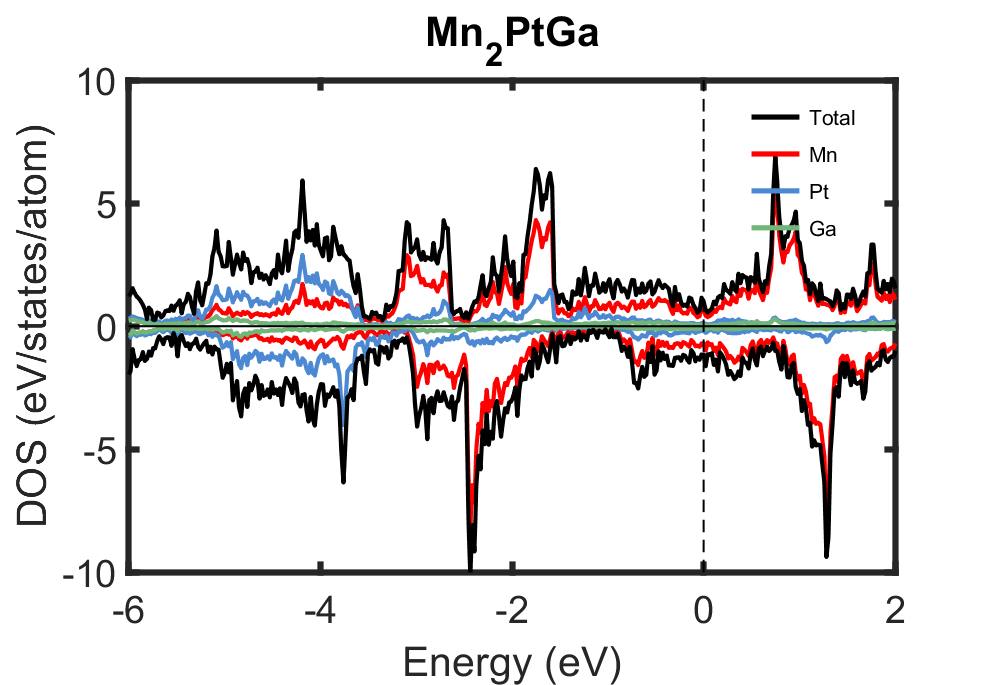 Mn2PtGa
DOS (eV/states/atom)
10
5
0
-5
-10
-6 -4 -2 0 2
Energy (eV)
Total
Mn
Pt
Ga